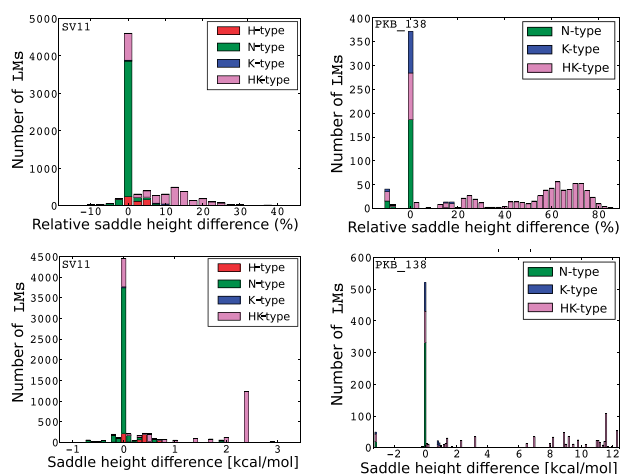 SV11
H-type
N-type
K-type
HK-type
5000
4000
3000
2000
1000
0
Number of LMs
−10 0 10 20 30 40
Relative saddle height difference (%)
PKB_138
N-type
K-type
HK-type
400
350
300
250
200
150
100
50
0
Number of LMs
0 20 40 60 80
Relative saddle height difference (%)
SV11
H-type
N-type
K-type
HK-type
4500
4000
3500
3000
2500
2000
1500
1000
500
0
Number of LMs
−1 0 1 2 3
Saddle height difference [kcal/mol]
PKB_138
N-type
K-type
HK-type
600
500
400
300
200
100
0
Number of LMs
−2 0 2 4 6 8 10 12
Saddle height difference [kcal/mol]